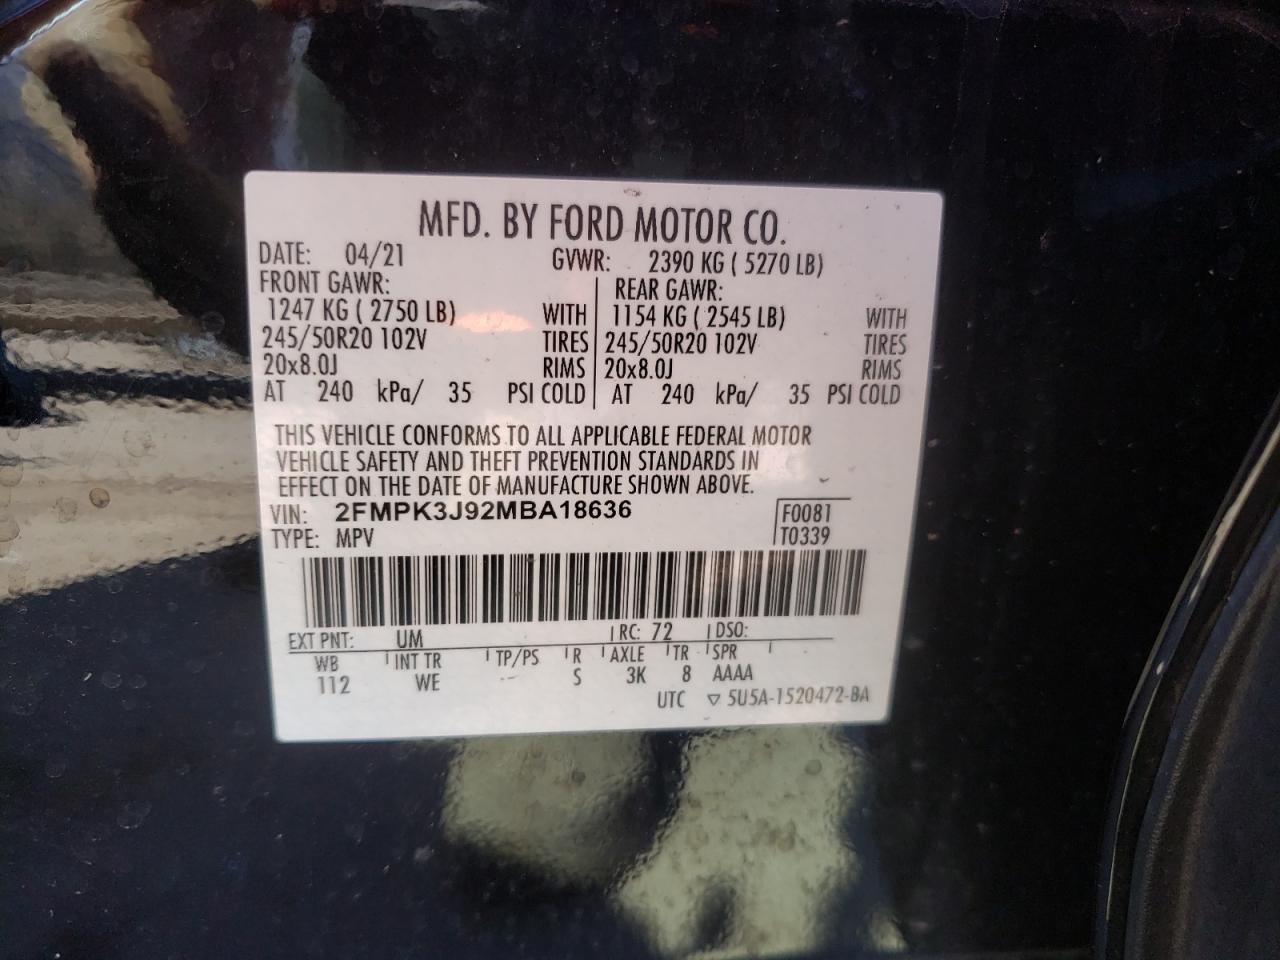 MFD. BY FORD MOTOR CO.
DATE: 04/21 GVWR: 2390 KG ( 5270 LB)
FRONT GAWR: REAR GAWR:
1247 KG ( 2750 LB) WITH 1154 KG ( 2545 LB) WITH
245/50R20 102V TIRES 245/50R20 102V TIRES
20x8.0J RIMS 20x8.0J RIMS
AT 240 kPa/ 35 PSI COLD AT 240 kPa/ 35 PSI COLD
THIS VEHICLE CONFORMS TO ALL APPLICABLE FEDERAL MOTOR
VEHICLE SAFETY AND THEFT PREVENTION STANDARDS IN
EFFECT ON THE DATE OF MANUFACTURE SHOWN ABOVE.
VIN: 2FMPK3J92MBA18636 F0081
TYPE: MPV T0339
EXT PNT: UM RC: 72 DSO:
WB INT TR TP/PS R AXLE TR SPR
112 WE -- S 3K 8 AAAA
UTC ▽ 5U5A-1520472-BA